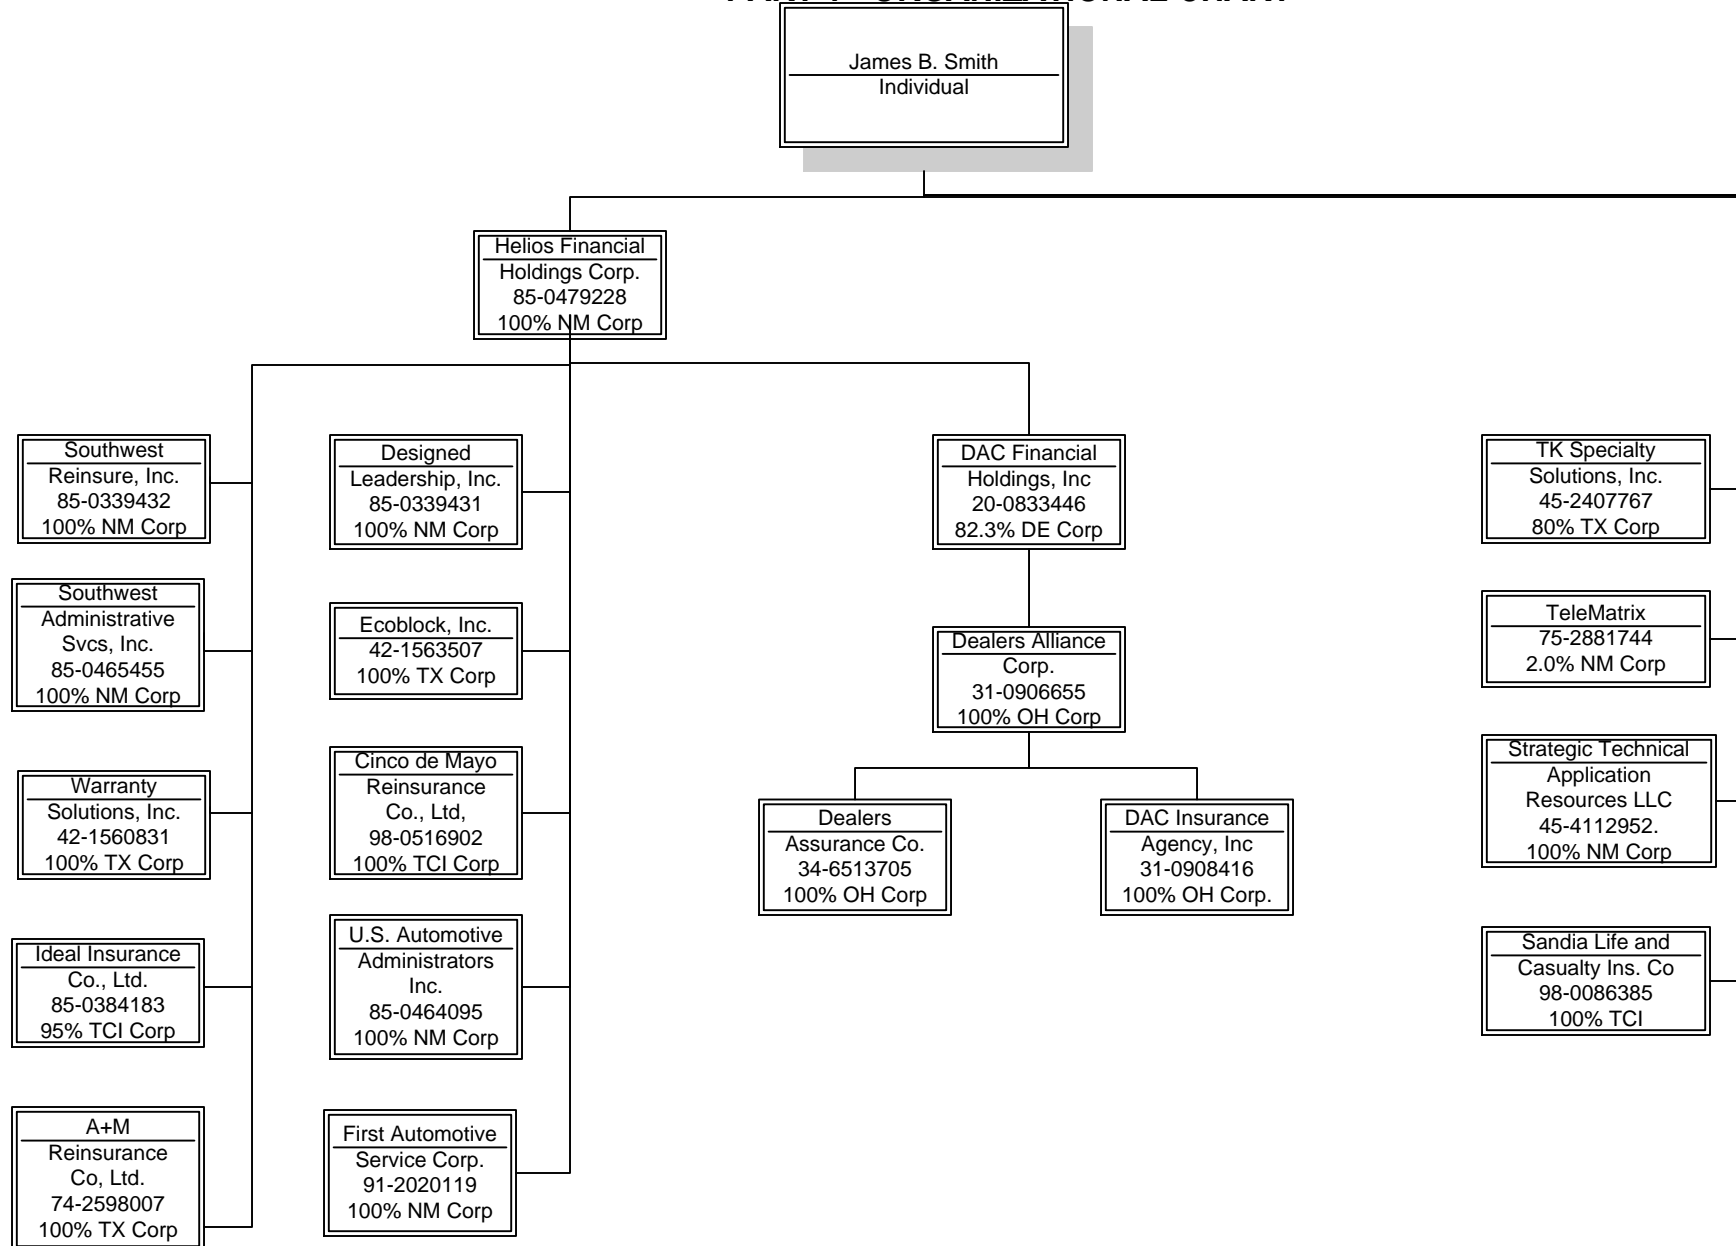 James B. Smith
Individual
Helios Financial
Holdings Corp.
85-0479228
100% NM Corp
Southwest
Reinsure, Inc.
85-0339432
100% NM Corp
Southwest
Administrative
Svcs, Inc.
85-0465455
100% NM Corp
Warranty
Solutions, Inc.
42-1560831
100% TX Corp
Ideal Insurance
Co., Ltd.
85-0384183
95% TCI Corp
A+M
Reinsurance
Co, Ltd.
74-2598007
100% TX Corp
Designed
Leadership, Inc.
85-0339431
100% NM Corp
Ecoblock, Inc.
42-1563507
100% TX Corp
Cinco de Mayo
Reinsurance
Co., Ltd,
98-0516902
100% TCI Corp
U.S. Automotive
Administrators
Inc.
85-0464095
100% NM Corp
First Automotive
Service Corp.
91-2020119
100% NM Corp
DAC Financial
Holdings, Inc
20-0833446
82.3% DE Corp
Dealers Alliance
Corp.
31-0906655
100% OH Corp
Dealers
Assurance Co.
34-6513705
100% OH Corp
DAC Insurance
Agency, Inc
31-0908416
100% OH Corp.
TK Specialty
Solutions, Inc.
45-2407767
80% TX Corp
TeleMatrix
75-2881744
2.0% NM Corp
Strategic Technical
Application
Resources LLC
45-4112952.
100% NM Corp
Sandia Life and
Casualty Ins. Co
98-0086385
100% TCI